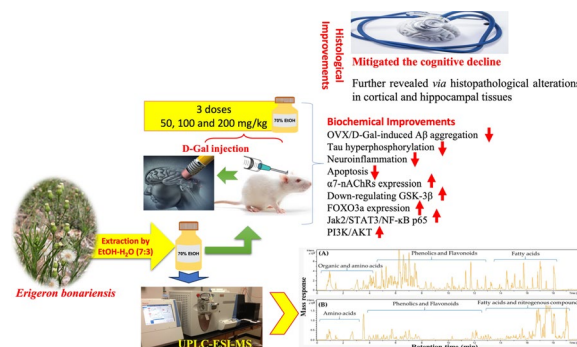 Histological
Improvements
Mitigated the cognitive decline
Further revealed via histopathological alterations
in cortical and hippocampal tissues
3 doses
50, 100 and 200 mg/kg
70% EtOH
D-Gal injection
Biochemical Improvements
OVX/D-Gal-induced Aβ aggregation
Tau hyperphosphorylation
Neuroinflammation
Apoptosis
α7-nAChRs expression
Down-regulating GSK-3β
FOXO3a expression
Jak2/STAT3/NF-κB p65
PI3K/AKT
Extraction by
EtOH-H₂O (7:3)
70% EtOH
Erigeron bonariensis
UPLC-ESI-MS
Mass response
(A)
Organic and amino acids
Phenolics and Flavonoids
Fatty acids
(B)
Amino acids
Phenolics and Flavonoids
Fatty acids and nitrogenous compounds
Retention time (min)